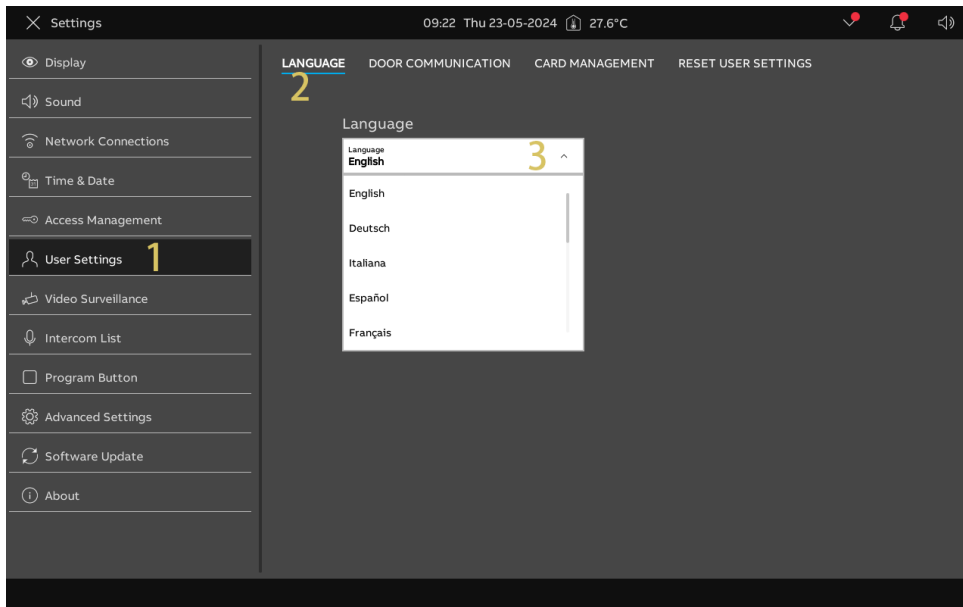 Settings
09:22 Thu 23-05-2024 27.6°C
Display
Sound
Network Connections
Time & Date
Access Management
User Settings 1
Video Surveillance
Intercom List
Program Button
Advanced Settings
Software Update
About
LANGUAGE DOOR COMMUNICATION CARD MANAGEMENT RESET USER SETTINGS
2
Language
Language
English 3
English
Deutsch
Italiana
Español
Français